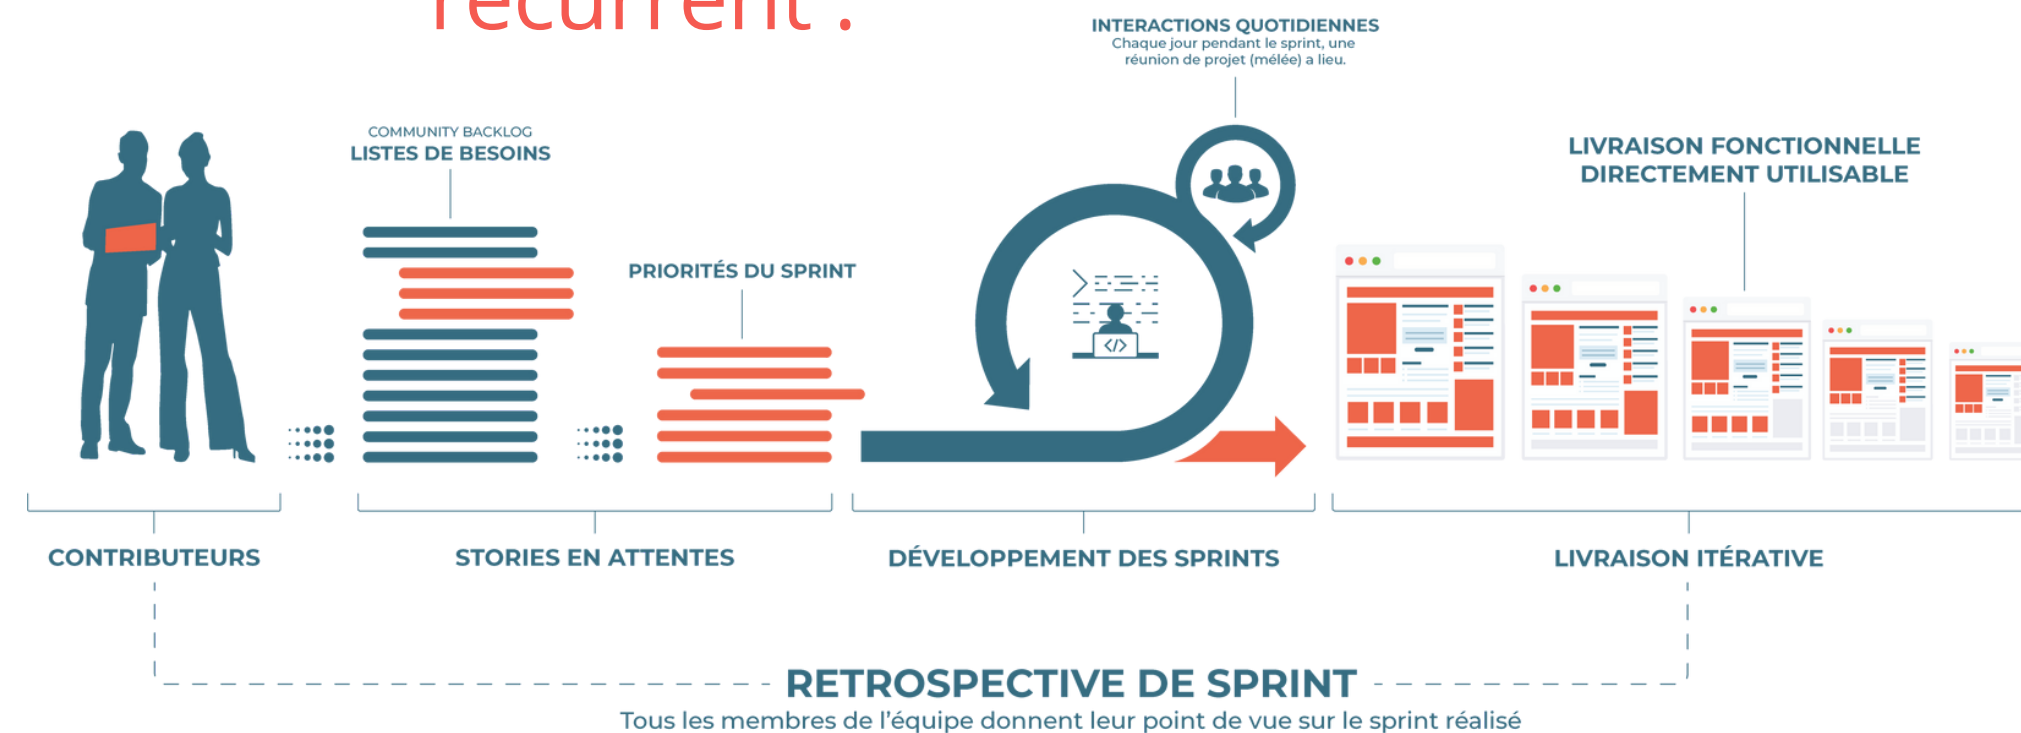 récurrent :
INTERACTIONS QUOTIDIENNES
Chaque jour pendant le sprint, une
réunion de projet (mélée) a lieu.
COMMUNITY BACKLOG
LISTES DE BESOINS
PRIORITÉS DU SPRINT
LIVRAISON FONCTIONNELLE
DIRECTEMENT UTILISABLE
</>
CONTRIBUTEURS
STORIES EN ATTENTES
DÉVELOPPEMENT DES SPRINTS
LIVRAISON ITÉRATIVE
RETROSPECTIVE DE SPRINT
Tous les membres de l'équipe donnent leur point de vue sur le sprint réalisé